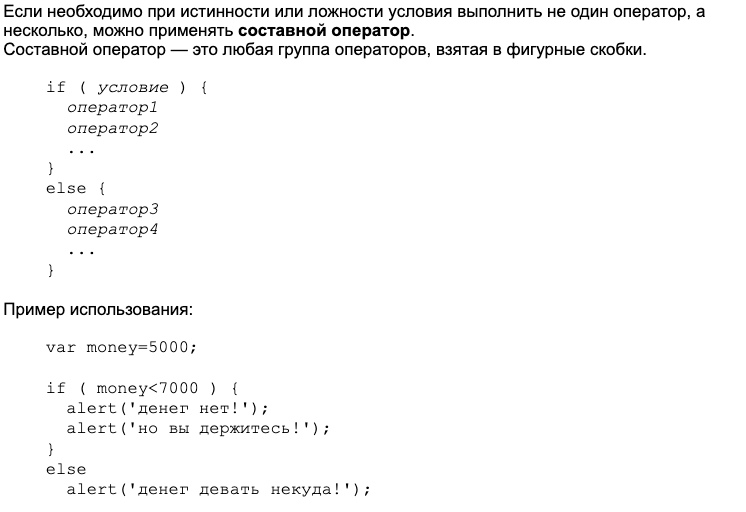 Если необходимо при истинности или ложности условия выполнить не один оператор, а
несколько, можно применять составной оператор.
Составной оператор — это любая группа операторов, взятая в фигурные скобки.
if ( условие ) {
  оператор1
  оператор2
  ...
}
else {
  оператор3
  оператор4
  ...
}
Пример использования:
var money=5000;
if ( money<7000 ) {
  alert('денег нет!');
  alert('но вы держитесь!');
}
else
  alert('денег девать некуда!');